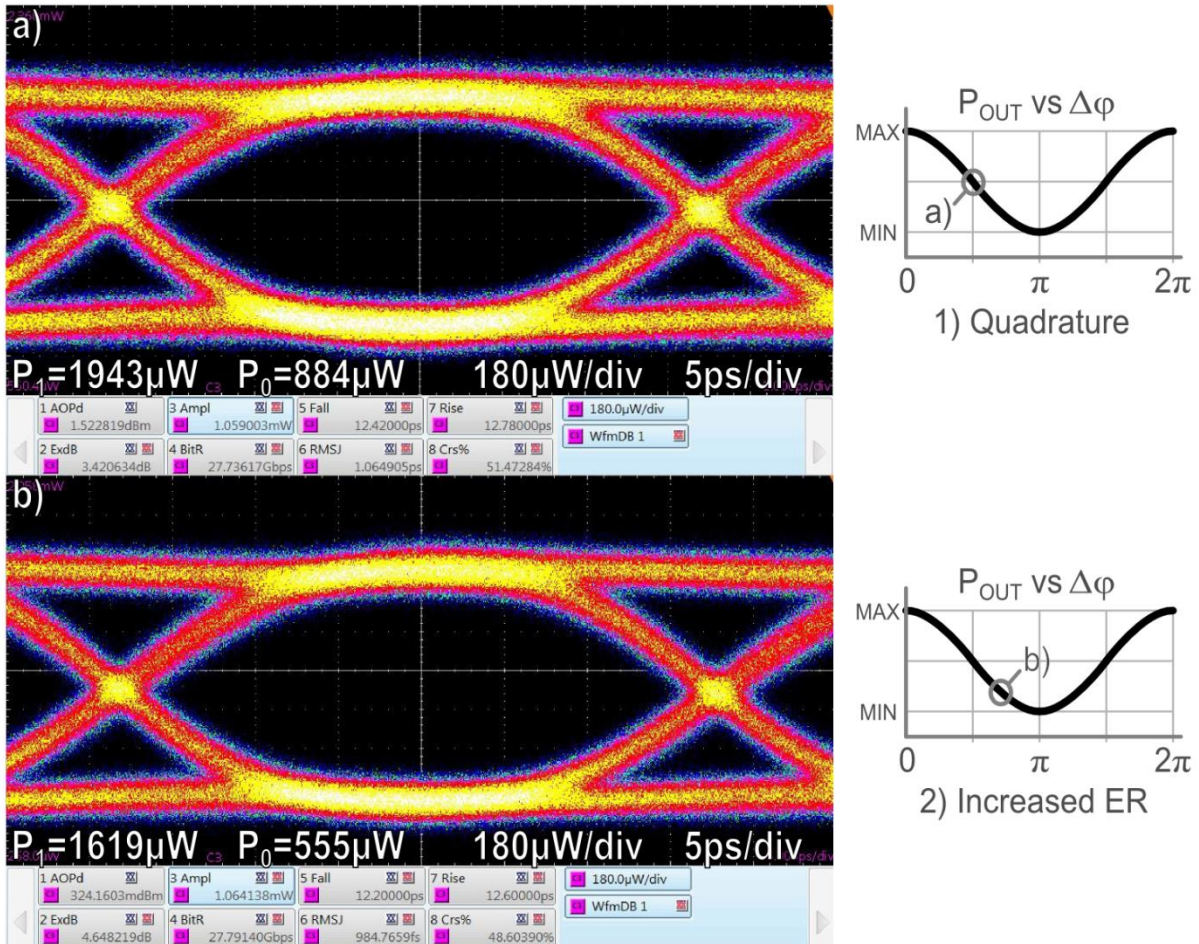 a)
P₁=1943µW P₀=884µW 180µW/div 5ps/div
C3
1 AOPd
1.522819dBm
3 Ampl
1.059003mW
5 Fall
12.42000ps
7 Rise
12.78000ps
180.0µW/div
2 ExdB
3.420634dB
4 BitR
27.73617Gbps
6 RMSJ
1.064905ps
8 Crs%
51.47284%
WfmDB 1
P_OUT vs Δφ
MAX
a)
MIN
0 π 2π
1) Quadrature
b)
P₁=1619µW P₀=555µW 180µW/div 5ps/div
C3
1 AOPd
324.1603mdBm
3 Ampl
1.064138mW
5 Fall
12.20000ps
7 Rise
12.60000ps
180.0µW/div
2 ExdB
4.648219dB
4 BitR
27.79140Gbps
6 RMSJ
984.7659fs
8 Crs%
48.60390%
WfmDB 1
P_OUT vs Δφ
MAX
b)
MIN
0 π 2π
2) Increased ER